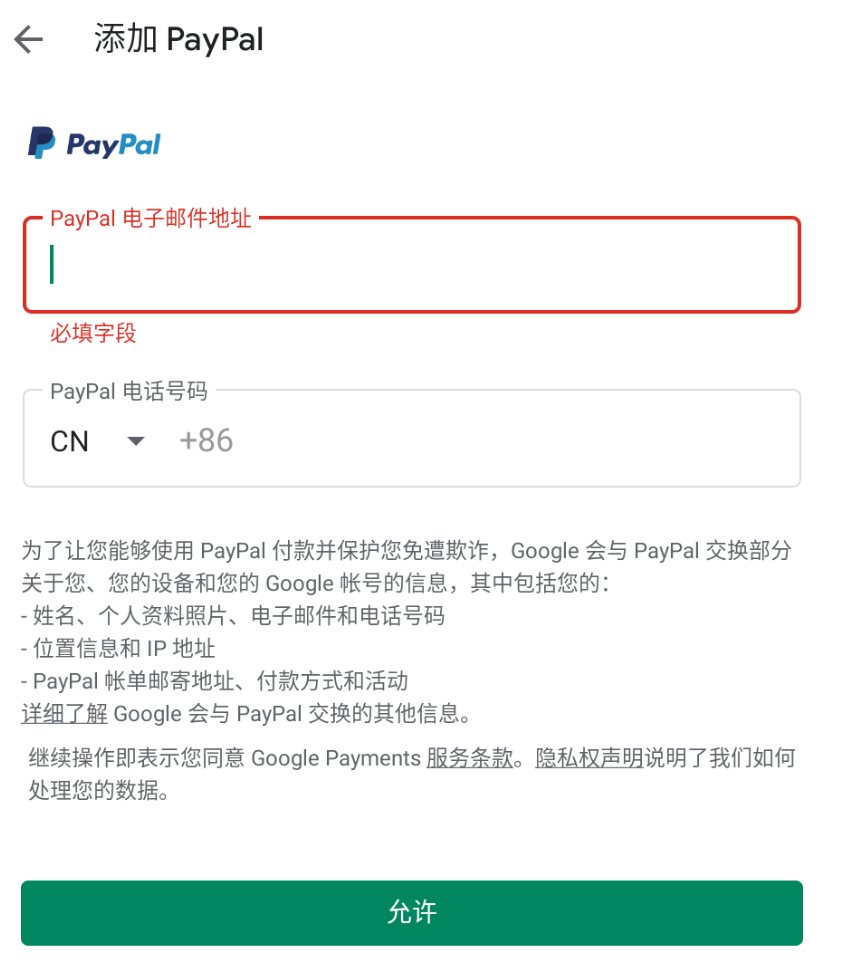 添加 PayPal
PayPal
PayPal 电子邮件地址
必填字段
PayPal 电话号码
CN +86
为了让您能够使用 PayPal 付款并保护您免遭欺诈，Google 会与 PayPal 交换部分
关于您、您的设备和您的 Google 帐号的信息，其中包括您的：
- 姓名、个人资料照片、电子邮件和电话号码
- 位置信息和 IP 地址
- PayPal 帐单邮寄地址、付款方式和活动
详细了解 Google 会与 PayPal 交换的其他信息。
继续操作即表示您同意 Google Payments 服务条款。隐私权声明说明了我们如何
处理您的数据。
允许